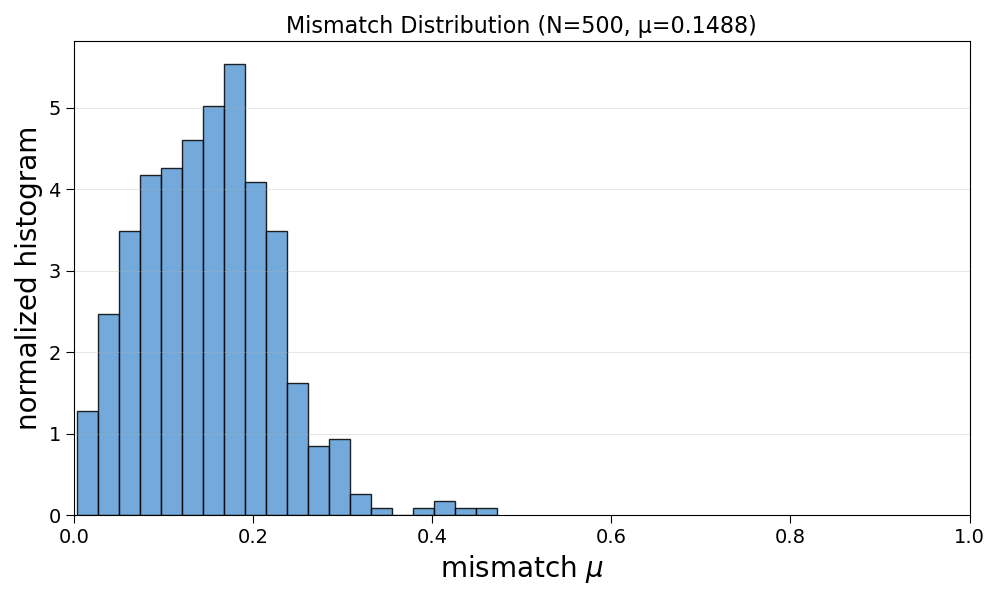 Mismatch Distribution (N=500, μ=0.1488)
normalized histogram
5
4
3
2
1
0
0.0 0.2 0.4 0.6 0.8 1.0
mismatch μ